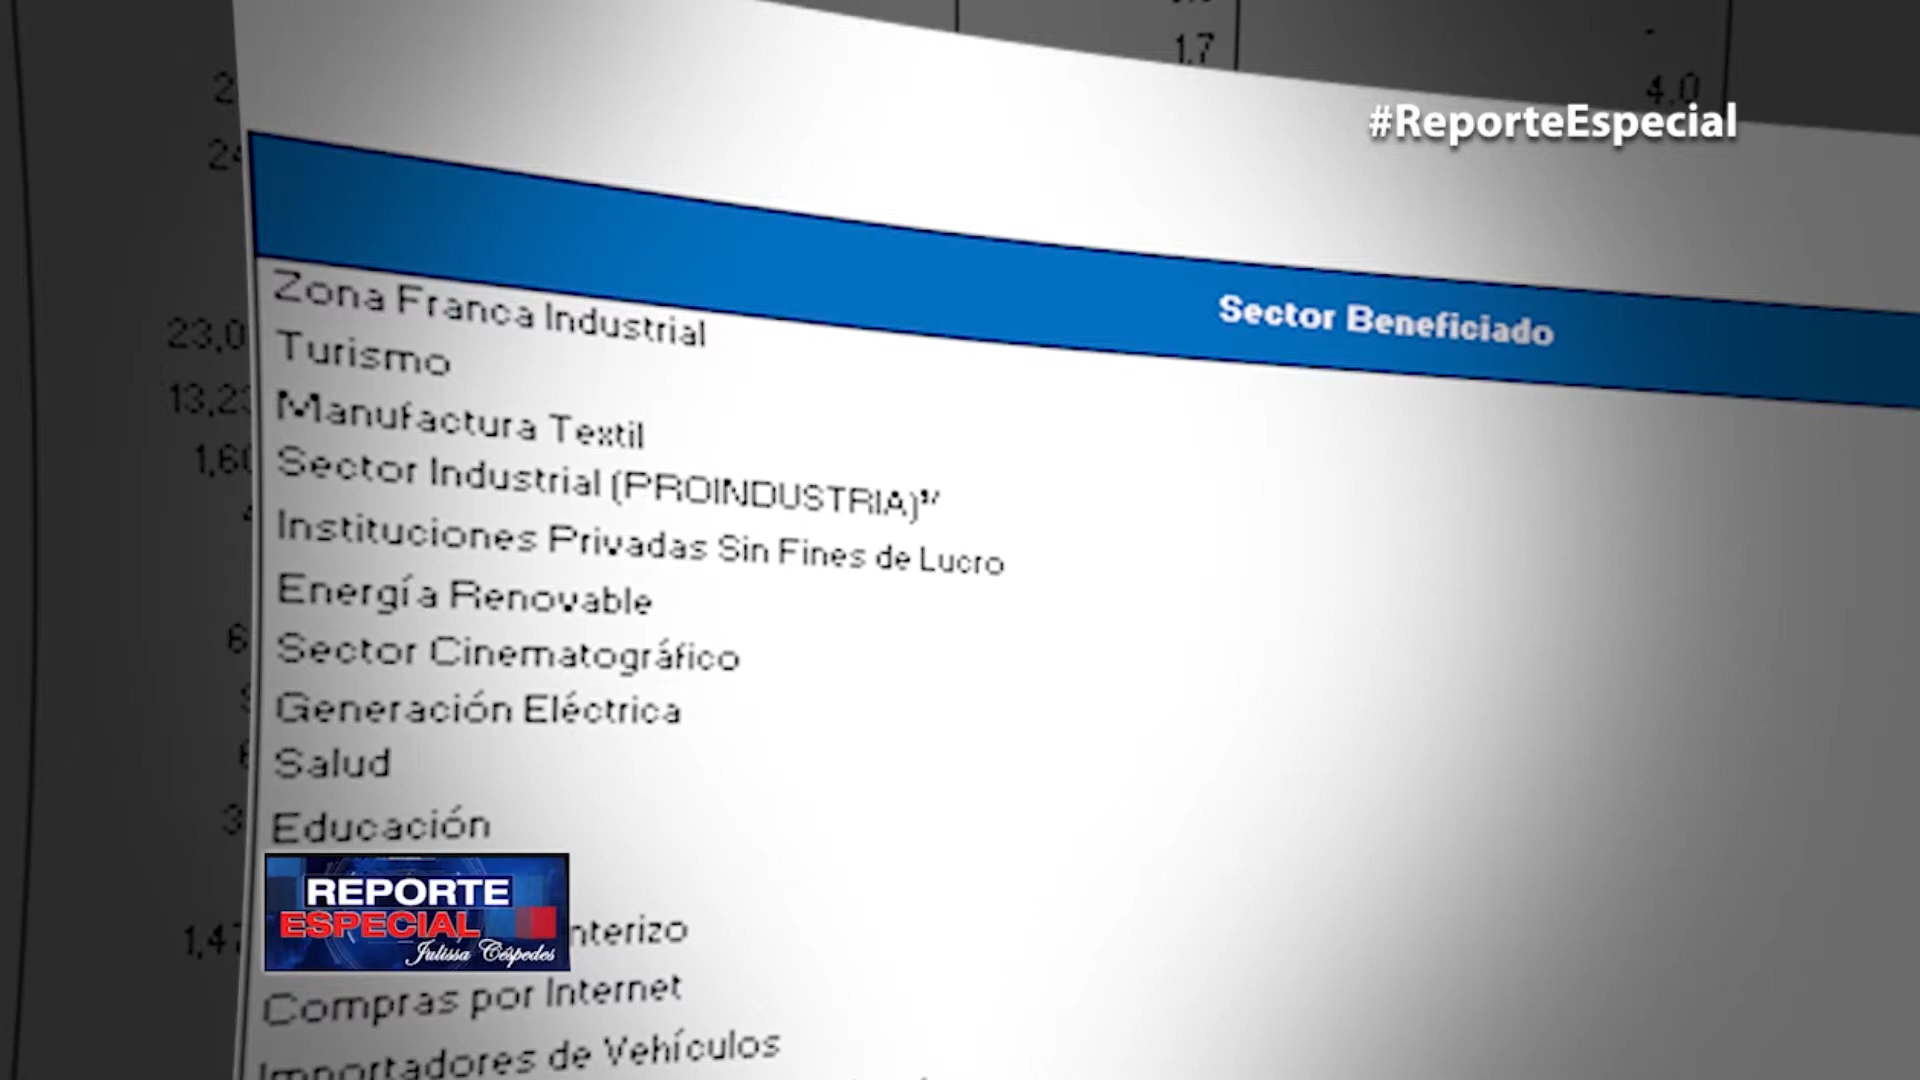 1.7
4.0
#ReporteEspecial
Sector Beneficiado
Zona Franca Industrial
Turismo
Manufactura Textil
Sector Industrial (PROINDUSTRIA)
Instituciones Privadas Sin Fines de Lucro
Energía Renovable
Sector Cinematográfico
Generación Eléctrica
Salud
Educación
REPORTE
ESPECIAL
Julissa Céspedes
nterizo
Compras por Internet
Importadores de Vehículos